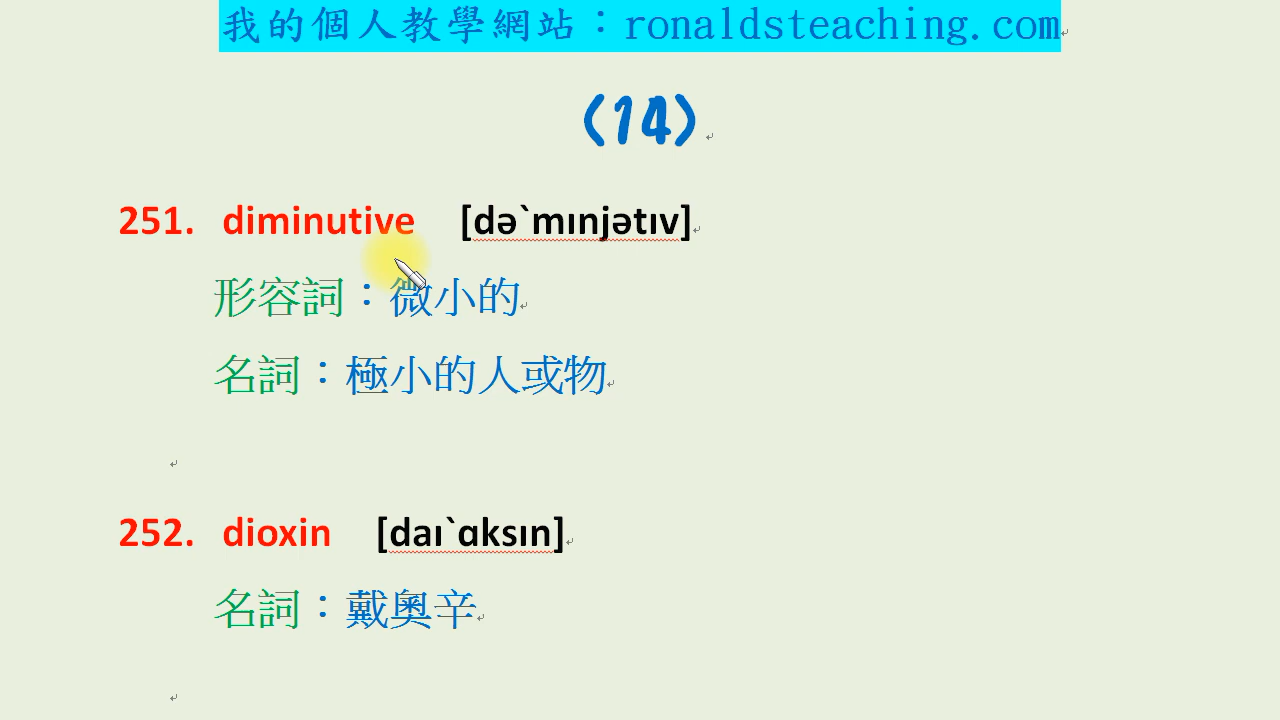 我的個人教學網站：ronaldsteaching.com
(14)
251. diminutive [də`mɪnjətɪv]
形容詞：微小的
名詞：極小的人或物
252. dioxin [daɪ`ɑksɪn]
名詞：戴奧辛